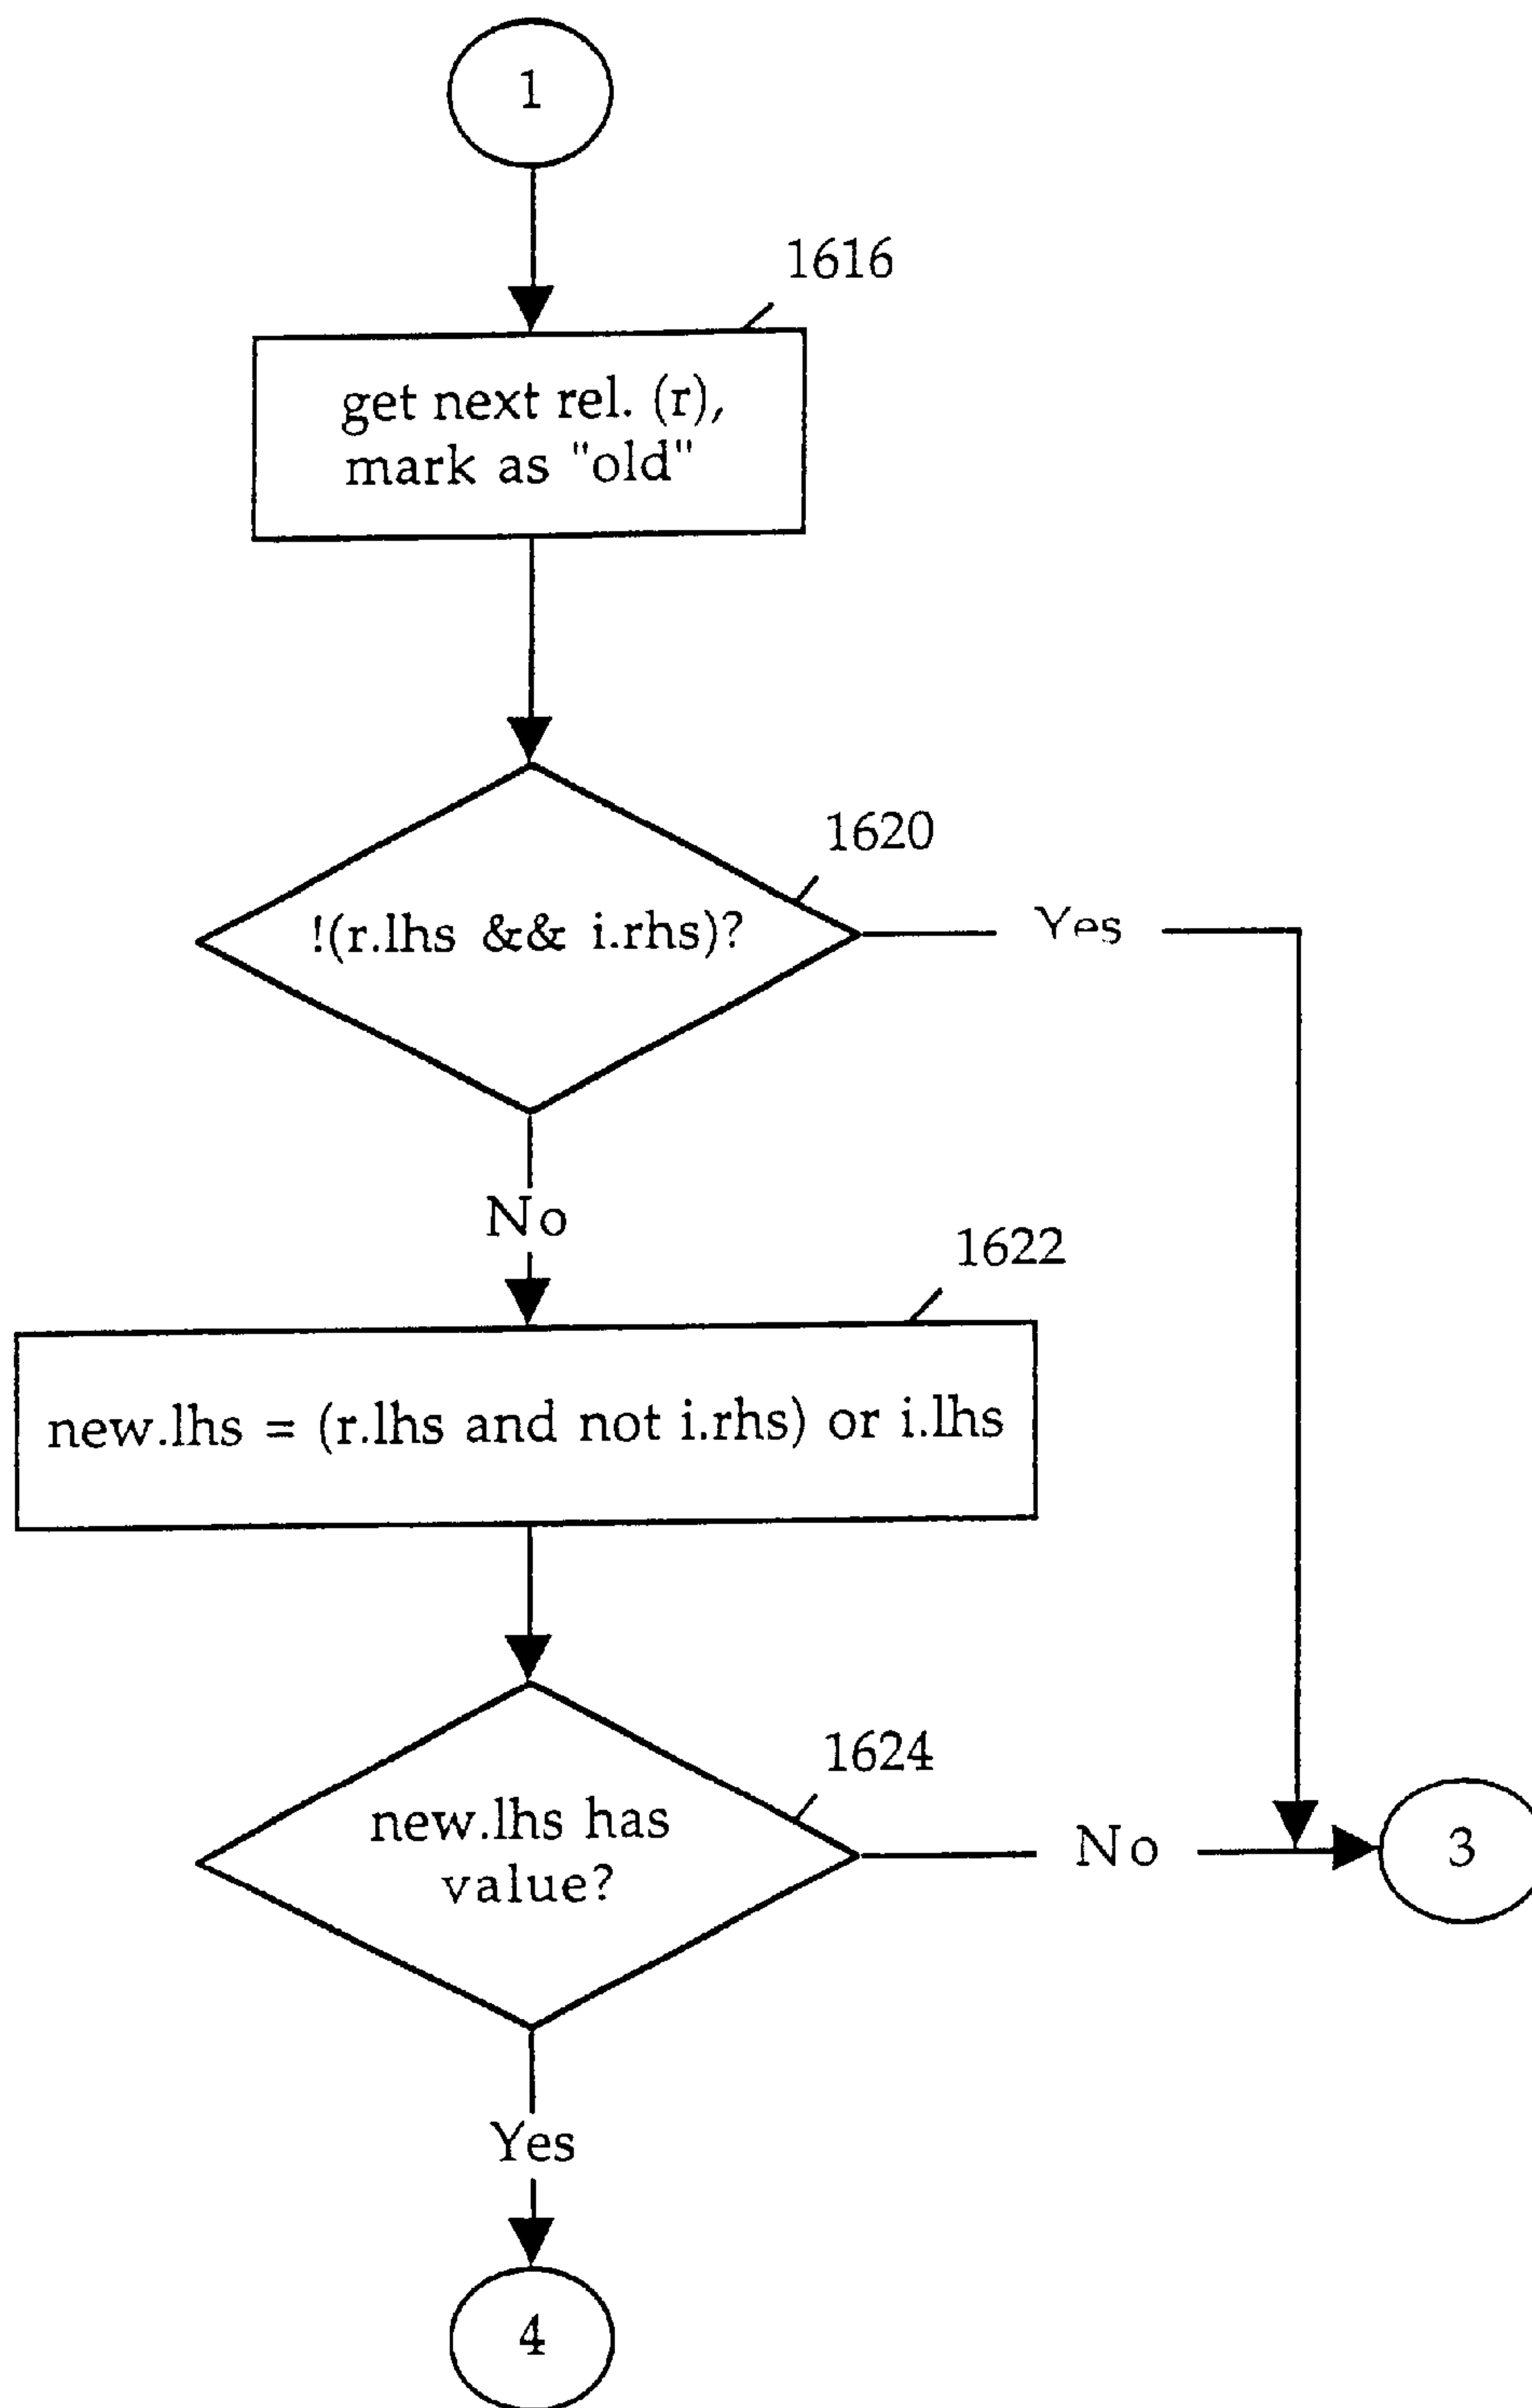 1
1616
get next rel. (r),
mark as "old"
1620
!(r.lhs && i.rhs)?
Yes
No
1622
new.lhs = (r.lhs and not i.rhs) or i.lhs
1624
new.lhs has
value?
No
3
Yes
4